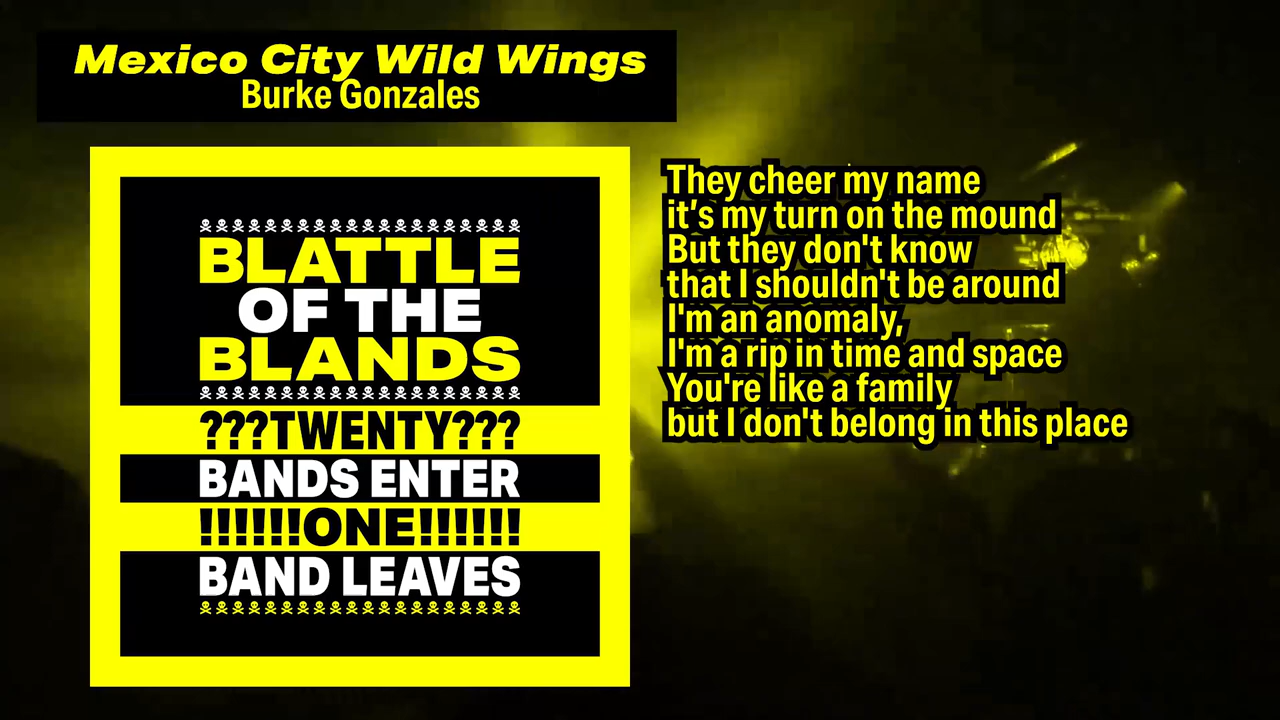 Mexico City Wild Wings
Burke Gonzales
BLATTLE
OF THE
BLANDS
???TWENTY???
BANDS ENTER
!!!!!!ONE!!!!!!
BAND LEAVES
They cheer my name
it’s my turn on the mound
But they don't know
that I shouldn't be around
I'm an anomaly,
I'm a rip in time and space
You're like a family
but I don't belong in this place